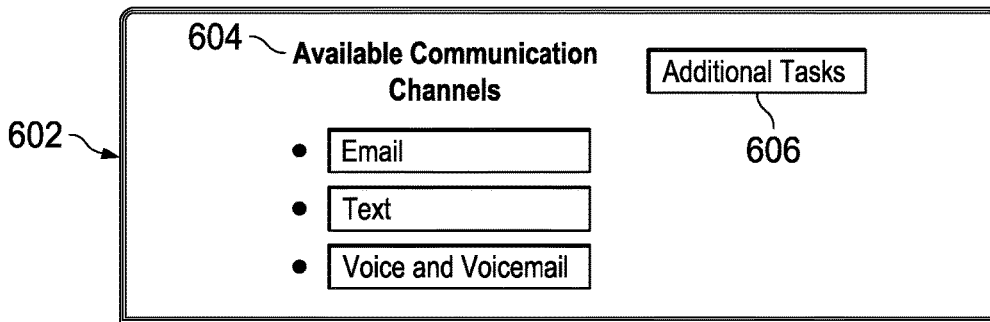 604
Available Communication
Channels
Additional Tasks
606
602
Email
Text
Voice and Voicemail